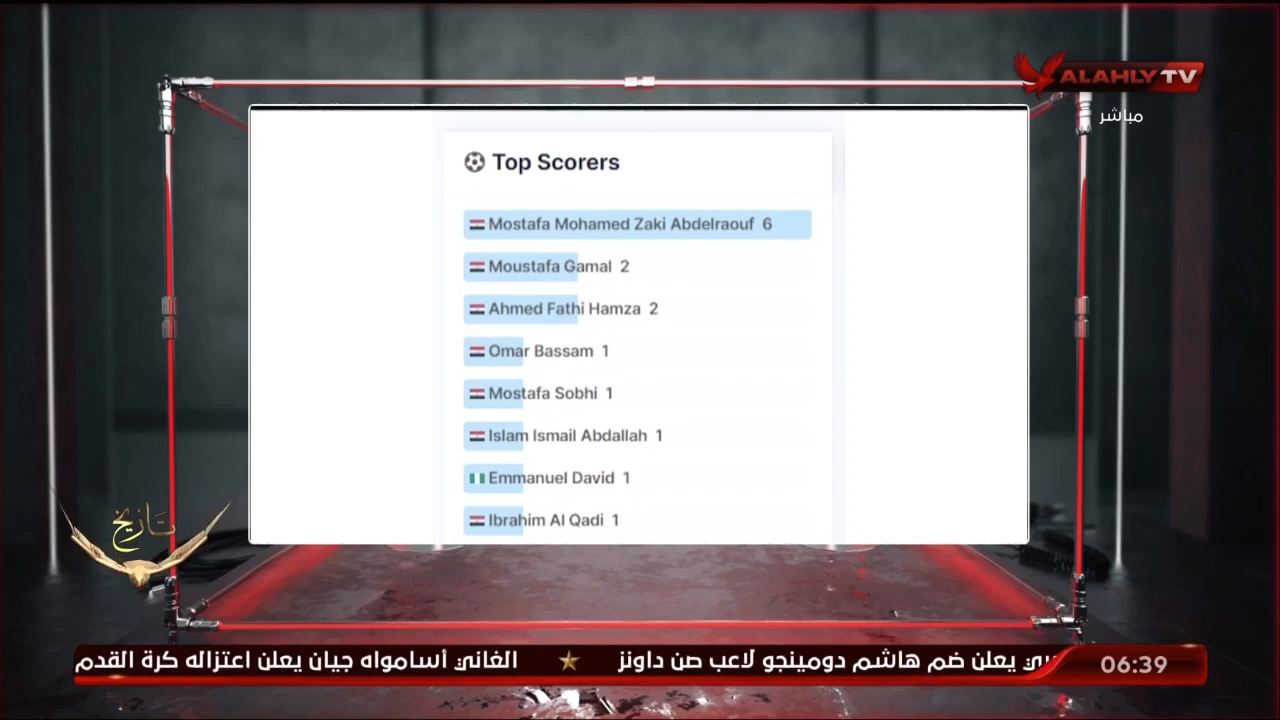 ALAHLY TV
مباشر
Top Scorers
Mostafa Mohamed Zaki Abdelraouf 6
Moustafa Gamal 2
Ahmed Fathi Hamza 2
Omar Bassam 1
Mostafa Sobhi 1
Islam Ismail Abdallah 1
Emmanuel David 1
Ibrahim Al Qadi 1
تاريخ
يعلن ضم هاشم دومينجو لاعب صن داونز
الغاني أسامواه جيان يعلن اعتزاله كرة القدم
06:39